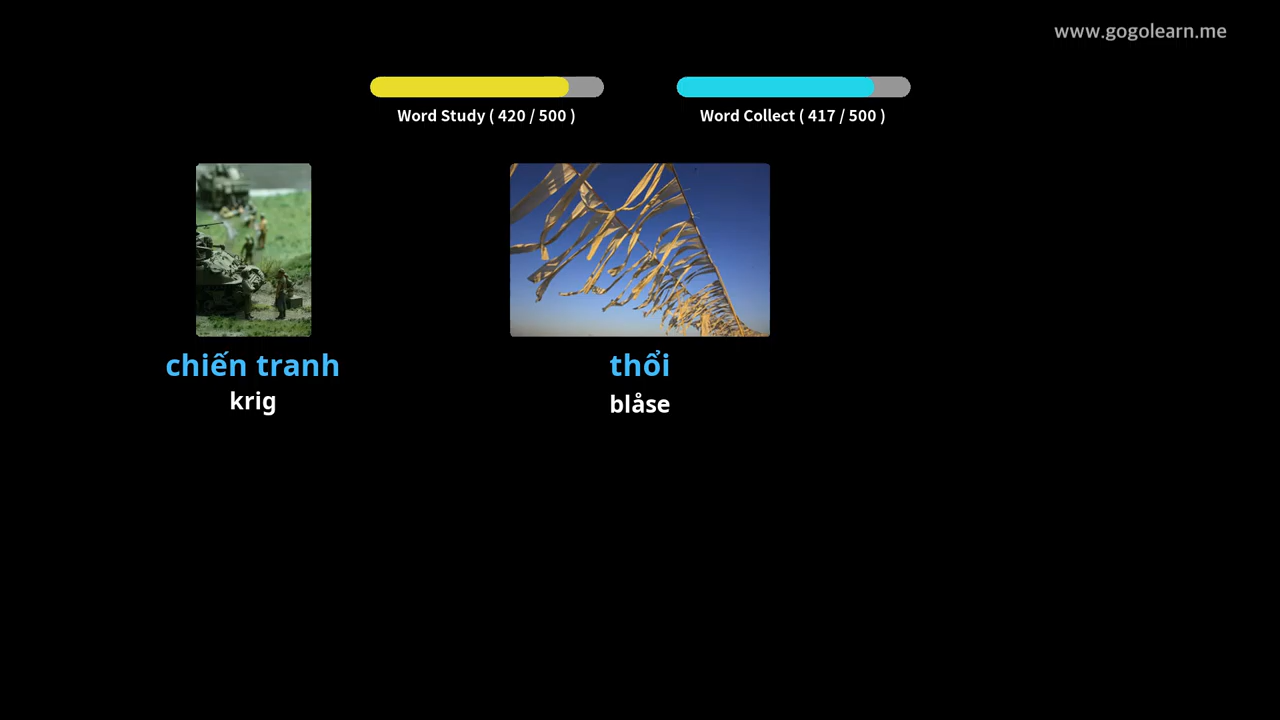 www.gogolearn.me
Word Study ( 420 / 500 )
Word Collect ( 417 / 500 )
chiến tranh
krig
thổi
blåse